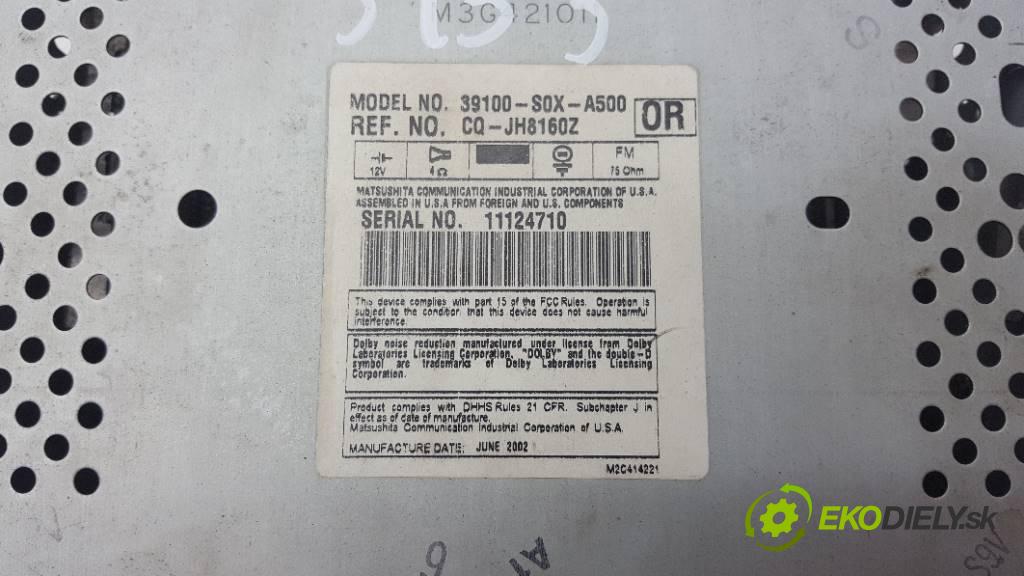 MODEL NO. 39100-S0X-A500
REF. NO. CQ-JH8160Z
OR
12V
4Ω
FM
75 Ohm
MATSUSHITA COMMUNICATION INDUSTRIAL CORPORATION OF U.S.A.
ASSEMBLED IN U.S.A FROM FOREIGN AND U.S. COMPONENTS
SERIAL NO. 11124710
This device complies with part 15 of the FCC Rules. Operation is
subject to the condition that this device does not cause harmful
interference.
Dolby noise reduction manufactured under license from Dolby
Laboratories Licensing Corporation. "DOLBY" and the double-D
symbol are trademarks of Dolby Laboratories Licensing
Corporation.
Product complies with DHHS Rules 21 CFR. Subchapter J in
effect as of date of manufacture.
Matsushita Communication Industrial Corporation of U.S.A.
MANUFACTURE DATE: JUNE 2002
M2C414221
EKODIELY.sk